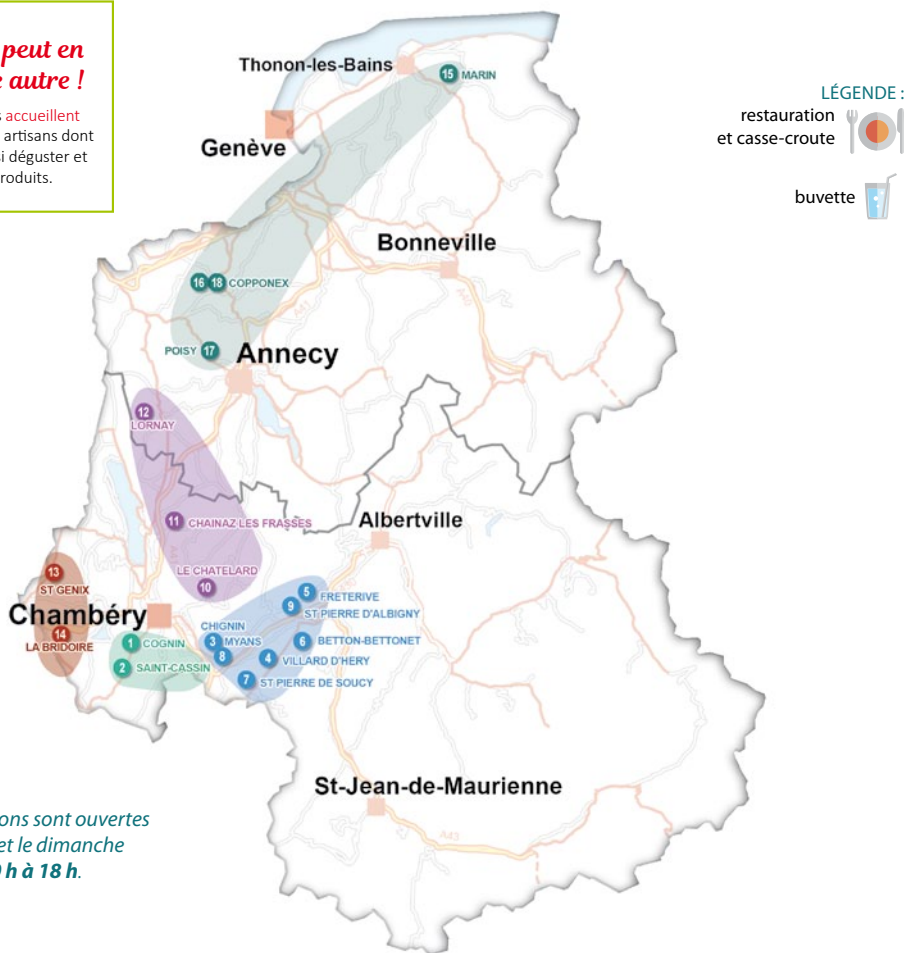 peut en
autre !
accueillent
artisans dont
déguster et
LÉGENDE :
restauration
et casse-croute
buvette
Thonon-les-Bains
15 MARIN
Genève
Bonneville
16 18 COPPONEX
A41
A40
POISY 17
Annecy
12
LORNAY
11 CHAINAZ LES FRASSES
A41
Albertville
LE CHATELARD
10
13
ST GENIX
5 FRETERIVE
9 ST PIERRE D'ALBIGNY
Chambéry
14
LA BRIDOIRE
1 COGNIN
2 SAINT-CASSIN
CHIGNIN
3 MYANS
8
6 BETTON-BETTONET
4 VILLARD D'HERY
7 ST PIERRE DE SOUCY
St-Jean-de-Maurienne
A43
sont ouvertes
et le dimanche
h à 18 h.